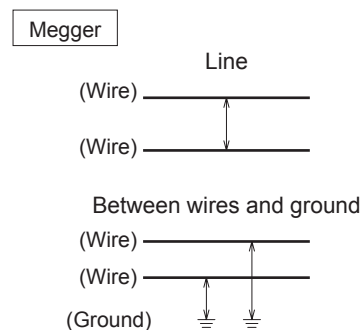 Megger
Line
(Wire)
(Wire)
Between wires and ground
(Wire)
(Wire)
(Ground)